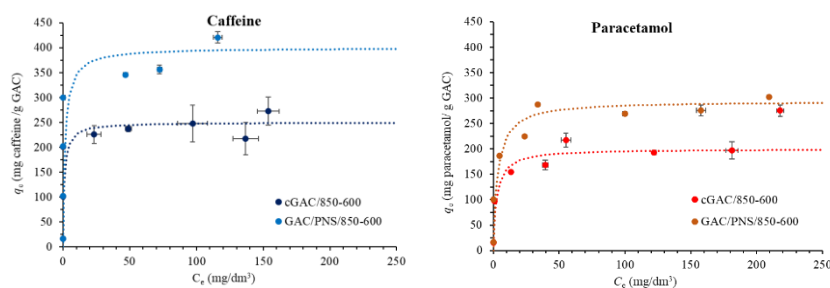 Caffeine
450
400
350
300
250
200
150
100
50
0
qₑ (mg caffeine /g GAC)
0 50 100 150 200 250
Cₑ (mg/dm³)
cGAC/850-600
GAC/PNS/850-600
Paracetamol
450
400
350
300
250
200
150
100
50
0
qₑ (mg paracetamol/ g GAC)
0 50 100 150 200 250
Cₑ (mg/dm³)
cGAC/850-600
GAC/PNS/850-600